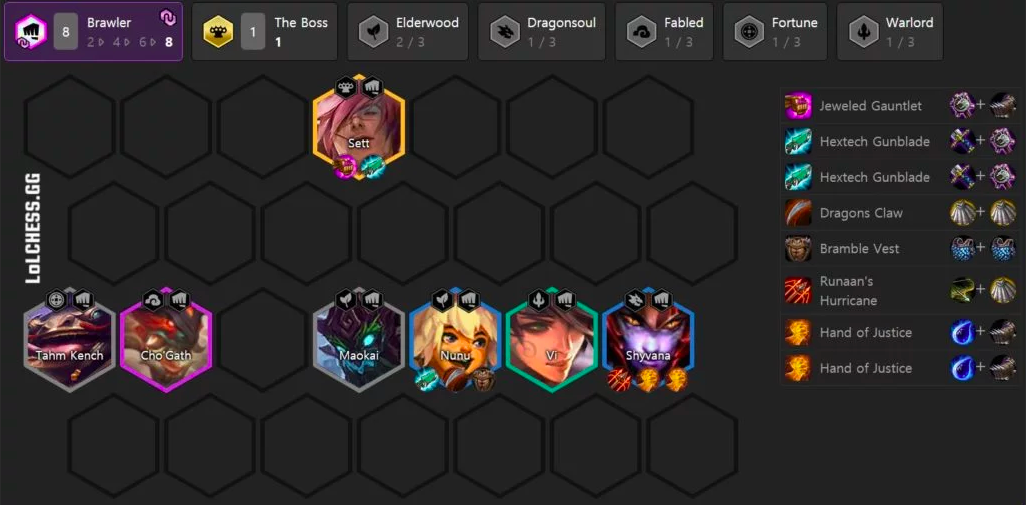 Brawler
8
2 4 6 8
The Boss
1
1
Elderwood
2 / 3
Dragonsoul
1 / 3
Fabled
1 / 3
Fortune
1 / 3
Warlord
1 / 3
LoLCHESS.GG
Sett
Tahm Kench
Cho'Gath
Maokai
Nunu
Vi
Shyvana
Jeweled Gauntlet +
Hextech Gunblade +
Hextech Gunblade +
Dragons Claw +
Bramble Vest +
Runaan's
Hurricane +
Hand of Justice +
Hand of Justice +